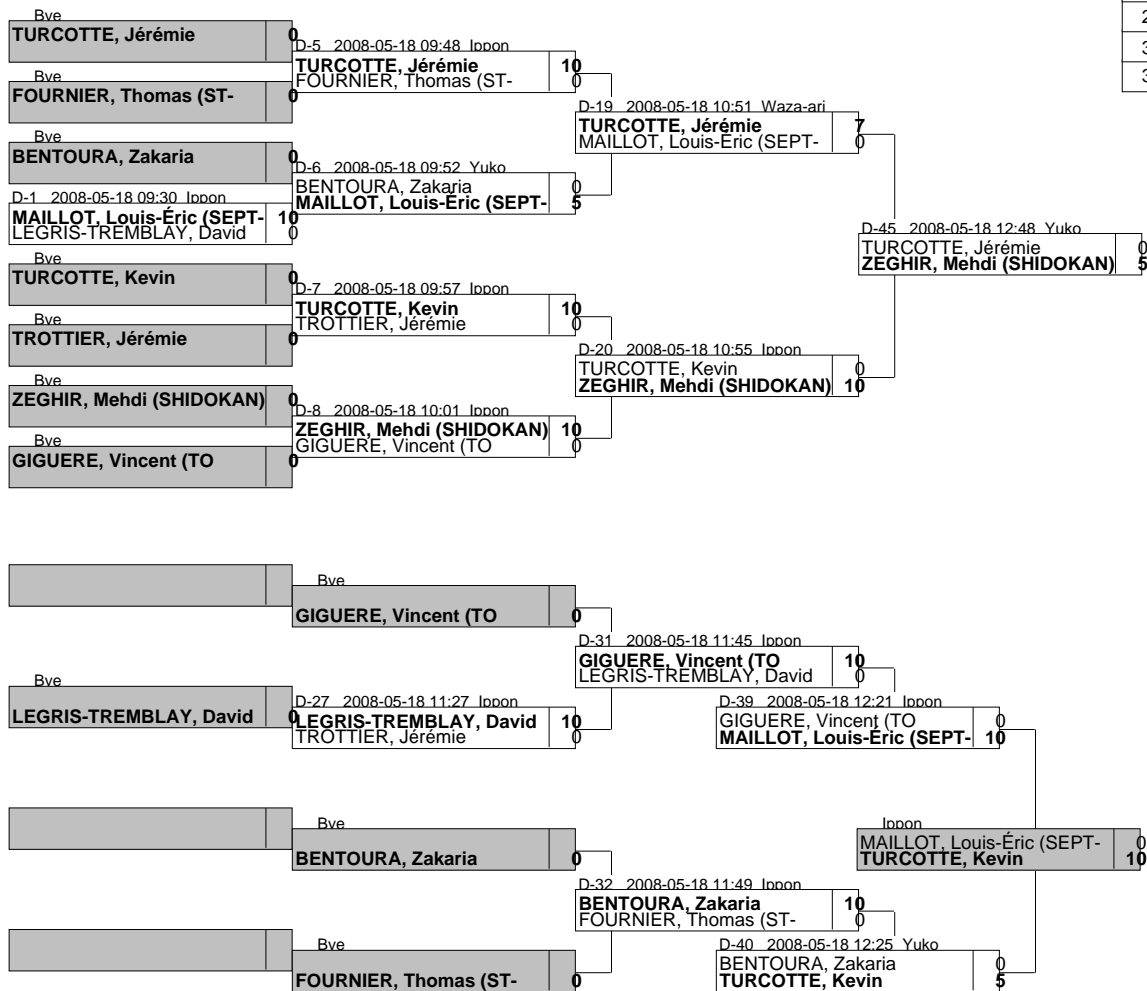 Bye
TURCOTTE, Jérémie 0
Bye
FOURNIER, Thomas (ST- 0
Bye
BENTOURA, Zakaria 0
D-1 2008-05-18 09:30 Ippon
MAILLOT, Louis-Éric (SEPT- 10
LEGRIS-TREMBLAY, David 0
Bye
TURCOTTE, Kevin 0
Bye
TROTTIER, Jérémie 0
Bye
ZEGHIR, Mehdi (SHIDOKAN) 0
Bye
GIGUERE, Vincent (TO 0
D-5 2008-05-18 09:48 Ippon
TURCOTTE, Jérémie 10
FOURNIER, Thomas (ST- 0
D-6 2008-05-18 09:52 Yuko
BENTOURA, Zakaria 0
MAILLOT, Louis-Éric (SEPT- 5
D-7 2008-05-18 09:57 Ippon
TURCOTTE, Kevin 10
TROTTIER, Jérémie 0
D-8 2008-05-18 10:01 Ippon
ZEGHIR, Mehdi (SHIDOKAN) 10
GIGUERE, Vincent (TO 0
D-19 2008-05-18 10:51 Waza-ari
TURCOTTE, Jérémie 7
MAILLOT, Louis-Éric (SEPT- 0
D-20 2008-05-18 10:55 Ippon
TURCOTTE, Kevin 0
ZEGHIR, Mehdi (SHIDOKAN) 10
D-45 2008-05-18 12:48 Yuko
TURCOTTE, Jérémie 0
ZEGHIR, Mehdi (SHIDOKAN) 5
2
3
3
Bye
GIGUERE, Vincent (TO 0
Bye
LEGRIS-TREMBLAY, David 0
D-27 2008-05-18 11:27 Ippon
LEGRIS-TREMBLAY, David 10
TROTTIER, Jérémie 0
D-31 2008-05-18 11:45 Ippon
GIGUERE, Vincent (TO 10
LEGRIS-TREMBLAY, David 0
D-39 2008-05-18 12:21 Ippon
GIGUERE, Vincent (TO 0
MAILLOT, Louis-Éric (SEPT- 10
Bye
BENTOURA, Zakaria 0
Bye
FOURNIER, Thomas (ST- 0
D-32 2008-05-18 11:49 Ippon
BENTOURA, Zakaria 10
FOURNIER, Thomas (ST- 0
D-40 2008-05-18 12:25 Yuko
BENTOURA, Zakaria 0
TURCOTTE, Kevin 5
Ippon
MAILLOT, Louis-Éric (SEPT- 0
TURCOTTE, Kevin 10